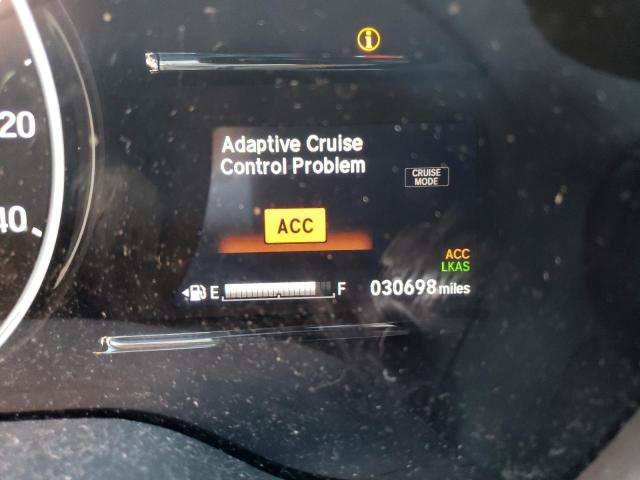 20
40
Adaptive Cruise
Control Problem
CRUISE
MODE
ACC
ACC
LKAS
E F 030698 miles